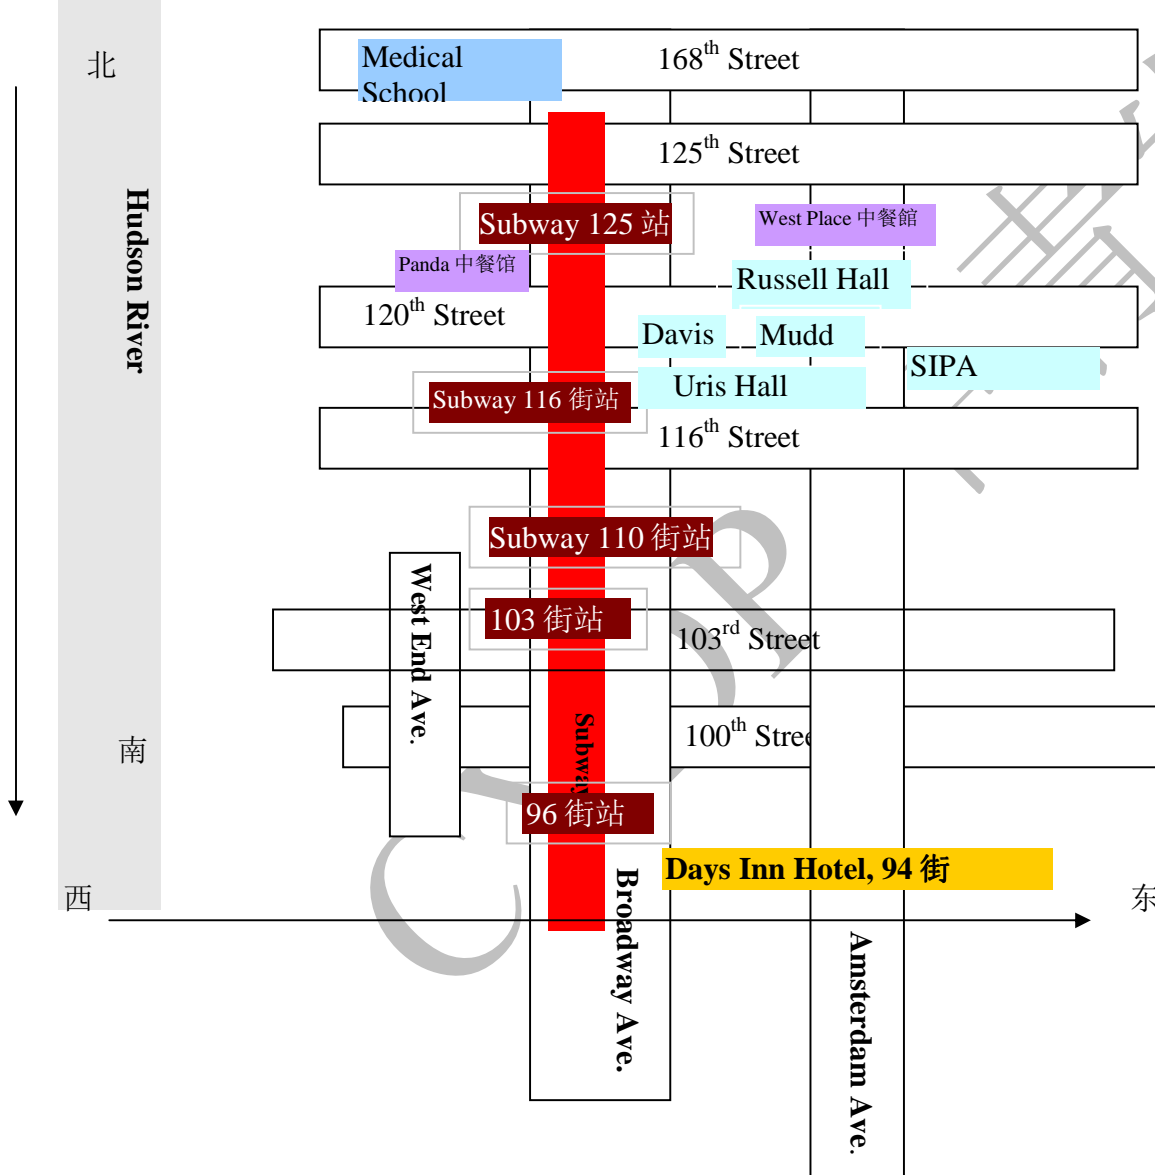 北
Medical
School
168th Street
125th Street
Hudson River
Subway 125 站
West Place 中餐館
Panda 中餐馆
Russell Hall
120th Street
Davis
Mudd
SIPA
Uris Hall
Subway 116 街站
116th Street
Subway 110 街站
West End Ave.
103 街站
103rd Street
南
Subway
100th Stree
96 街站
Days Inn Hotel, 94 街
西
东
Broadway Ave.
Amsterdam Ave.